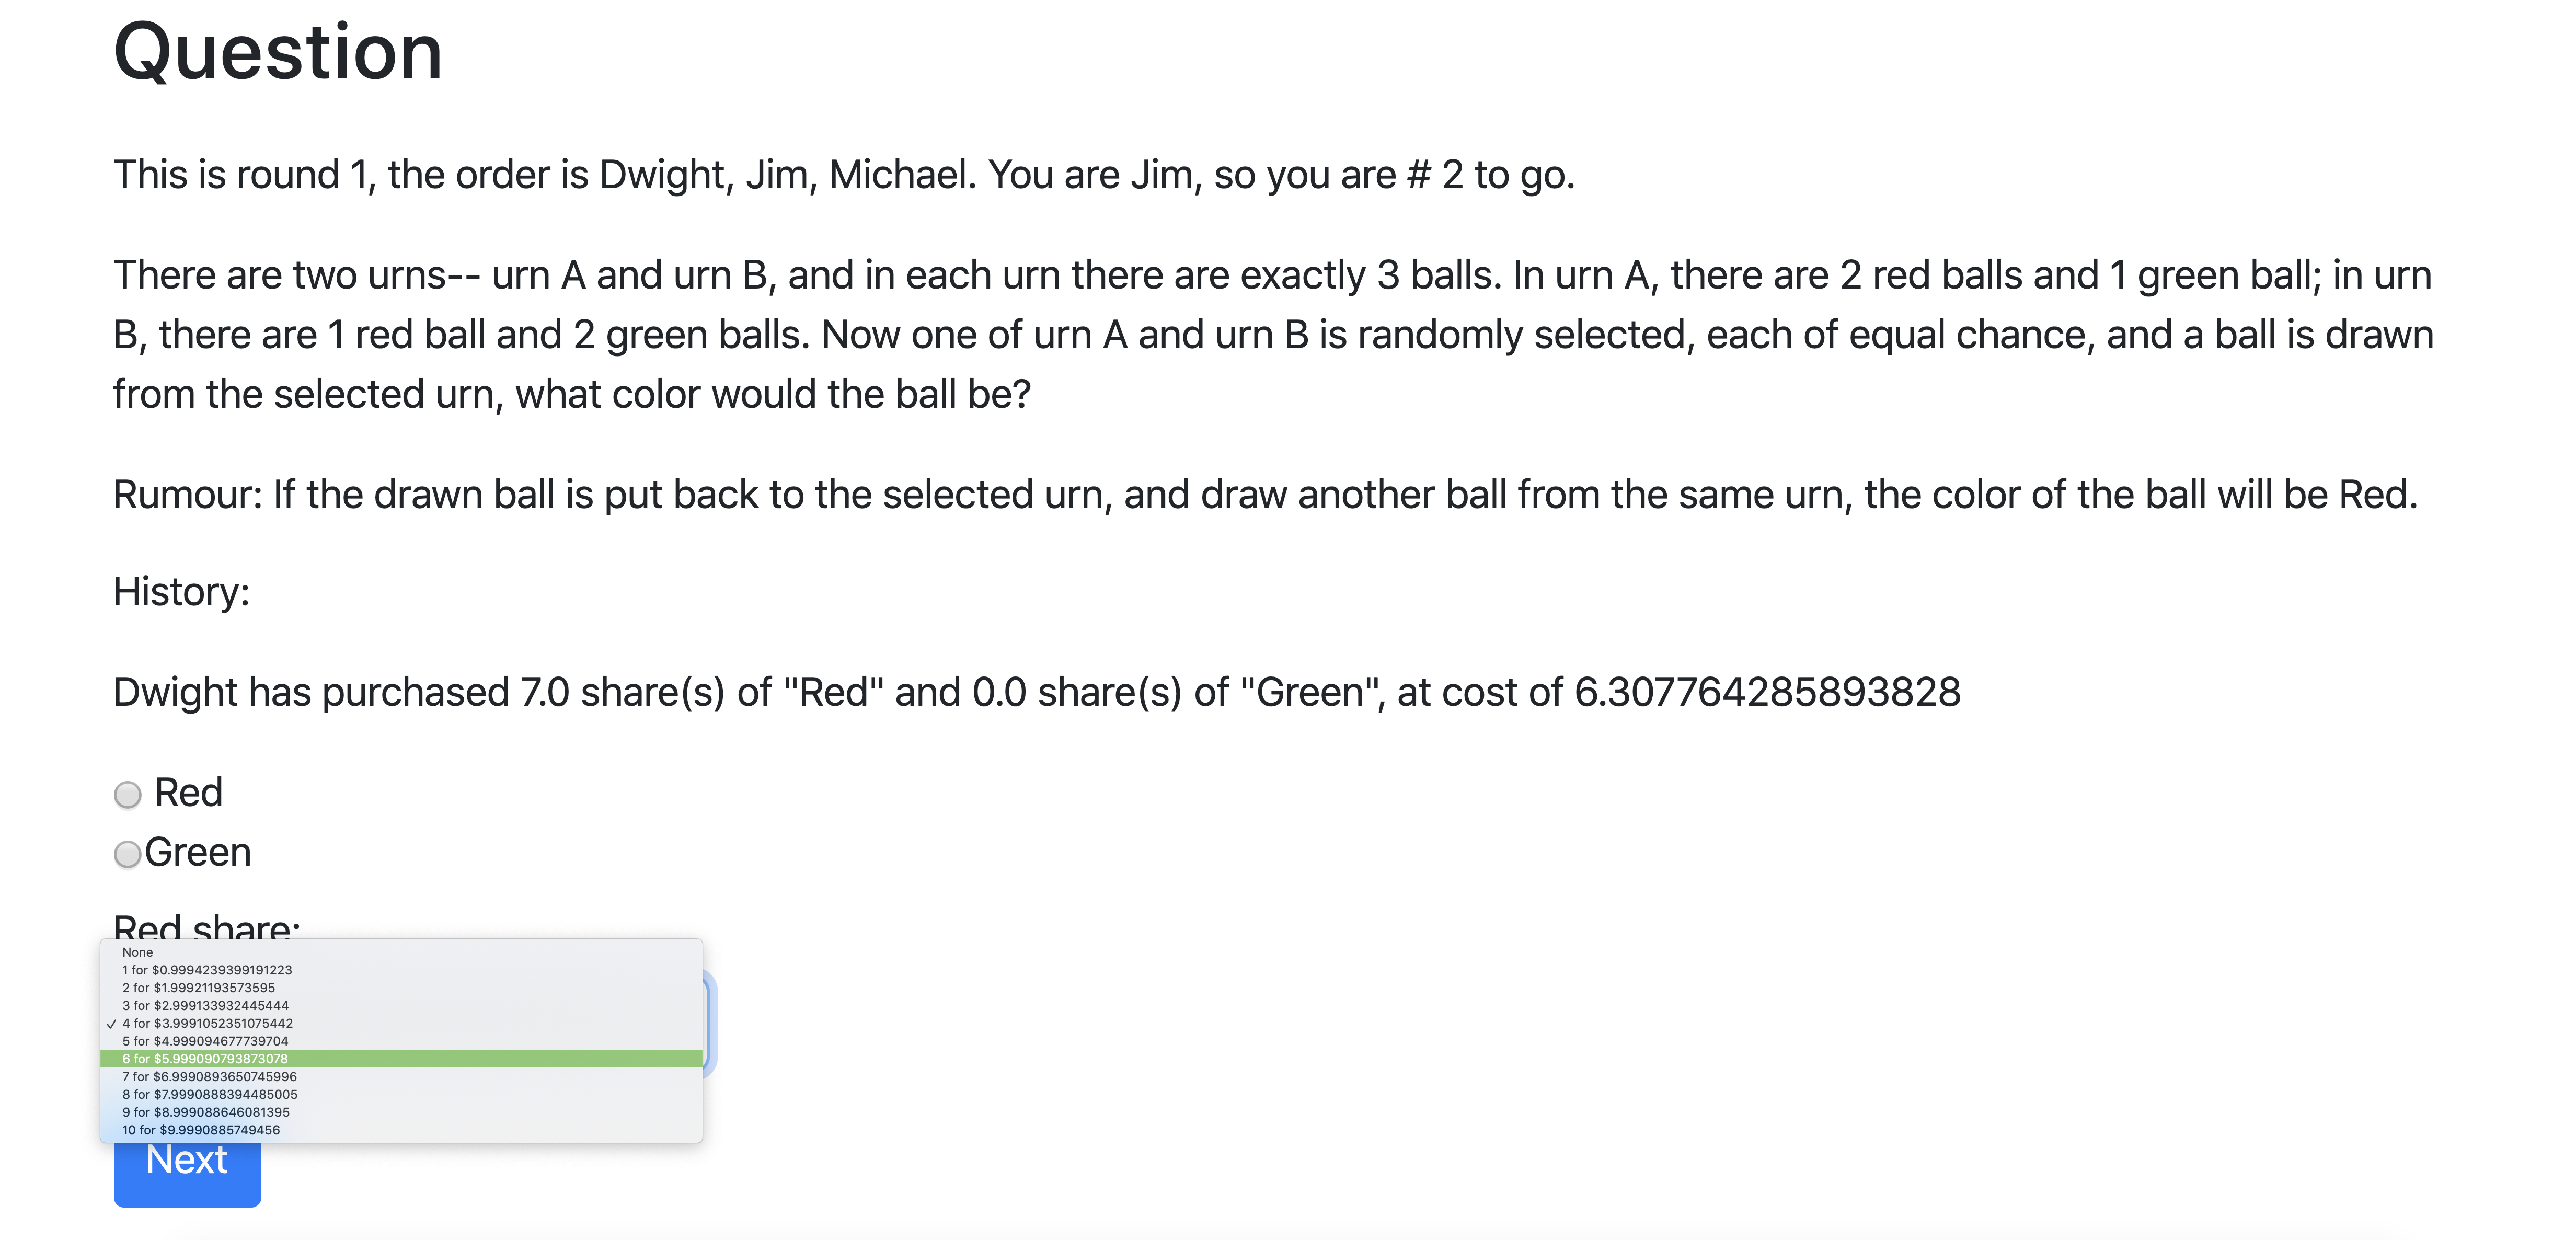 Question
This is round 1, the order is Dwight, Jim, Michael. You are Jim, so you are # 2 to go.
There are two urns-- urn A and urn B, and in each urn there are exactly 3 balls. In urn A, there are 2 red balls and 1 green ball; in urn
B, there are 1 red ball and 2 green balls. Now one of urn A and urn B is randomly selected, each of equal chance, and a ball is drawn
from the selected urn, what color would the ball be?
Rumour: If the drawn ball is put back to the selected urn, and draw another ball from the same urn, the color of the ball will be Red.
History:
Dwight has purchased 7.0 share(s) of "Red" and 0.0 share(s) of "Green", at cost of 6.307764285893828
Red
Green
Red share:
None
1 for $0.9994239399191223
2 for $1.99921193573595
3 for $2.999133932445444
✓ 4 for $3.9991052351075442
5 for $4.999094677739704
6 for $5.999090793873078
7 for $6.9990893650745996
8 for $7.9990888394485005
9 for $8.999088646081395
10 for $9.9990885749456
Next